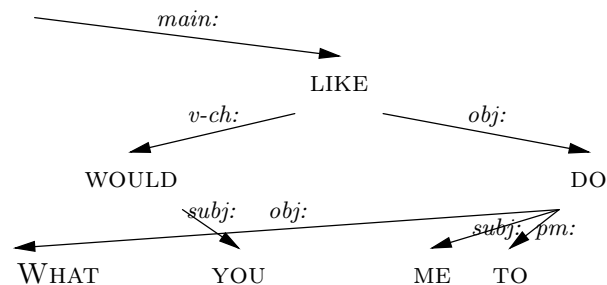 main:
LIKE
v-ch: obj:
WOULD DO
subj: obj: subj: pm:
WHAT YOU ME TO